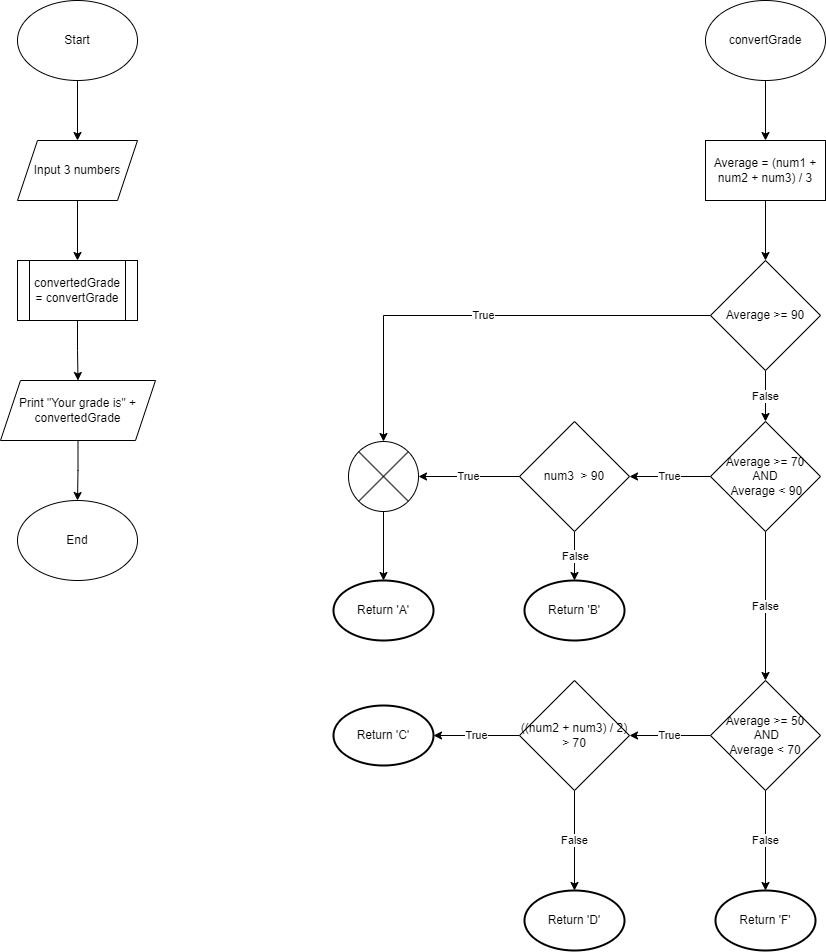 Start
Input 3 numbers
convertedGrade
= convertGrade
Print "Your grade is" +
convertedGrade
End
convertGrade
Average = (num1 +
num2 + num3) / 3
Average >= 90
True
False
Average >= 70
AND
Average < 90
True
num3  > 90
True
False
Return 'A'
Return 'B'
False
Average >= 50
AND
Average < 70
True
((num2 + num3) / 2)
> 70
True
Return 'C'
False
False
Return 'D'
Return 'F'